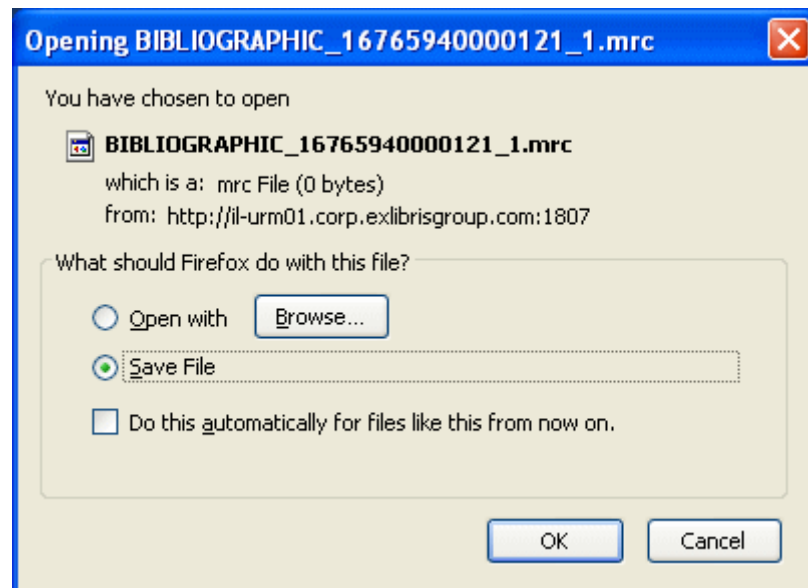 Opening BIBLIOGRAPHIC_16765940000121_1.mrc
You have chosen to open
BIBLIOGRAPHIC_16765940000121_1.mrc
which is a: mrc File (0 bytes)
from: http://il-urm01.corp.exlibrisgroup.com:1807
What should Firefox do with this file?
Open with Browse...
Save File
Do this automatically for files like this from now on.
OK Cancel